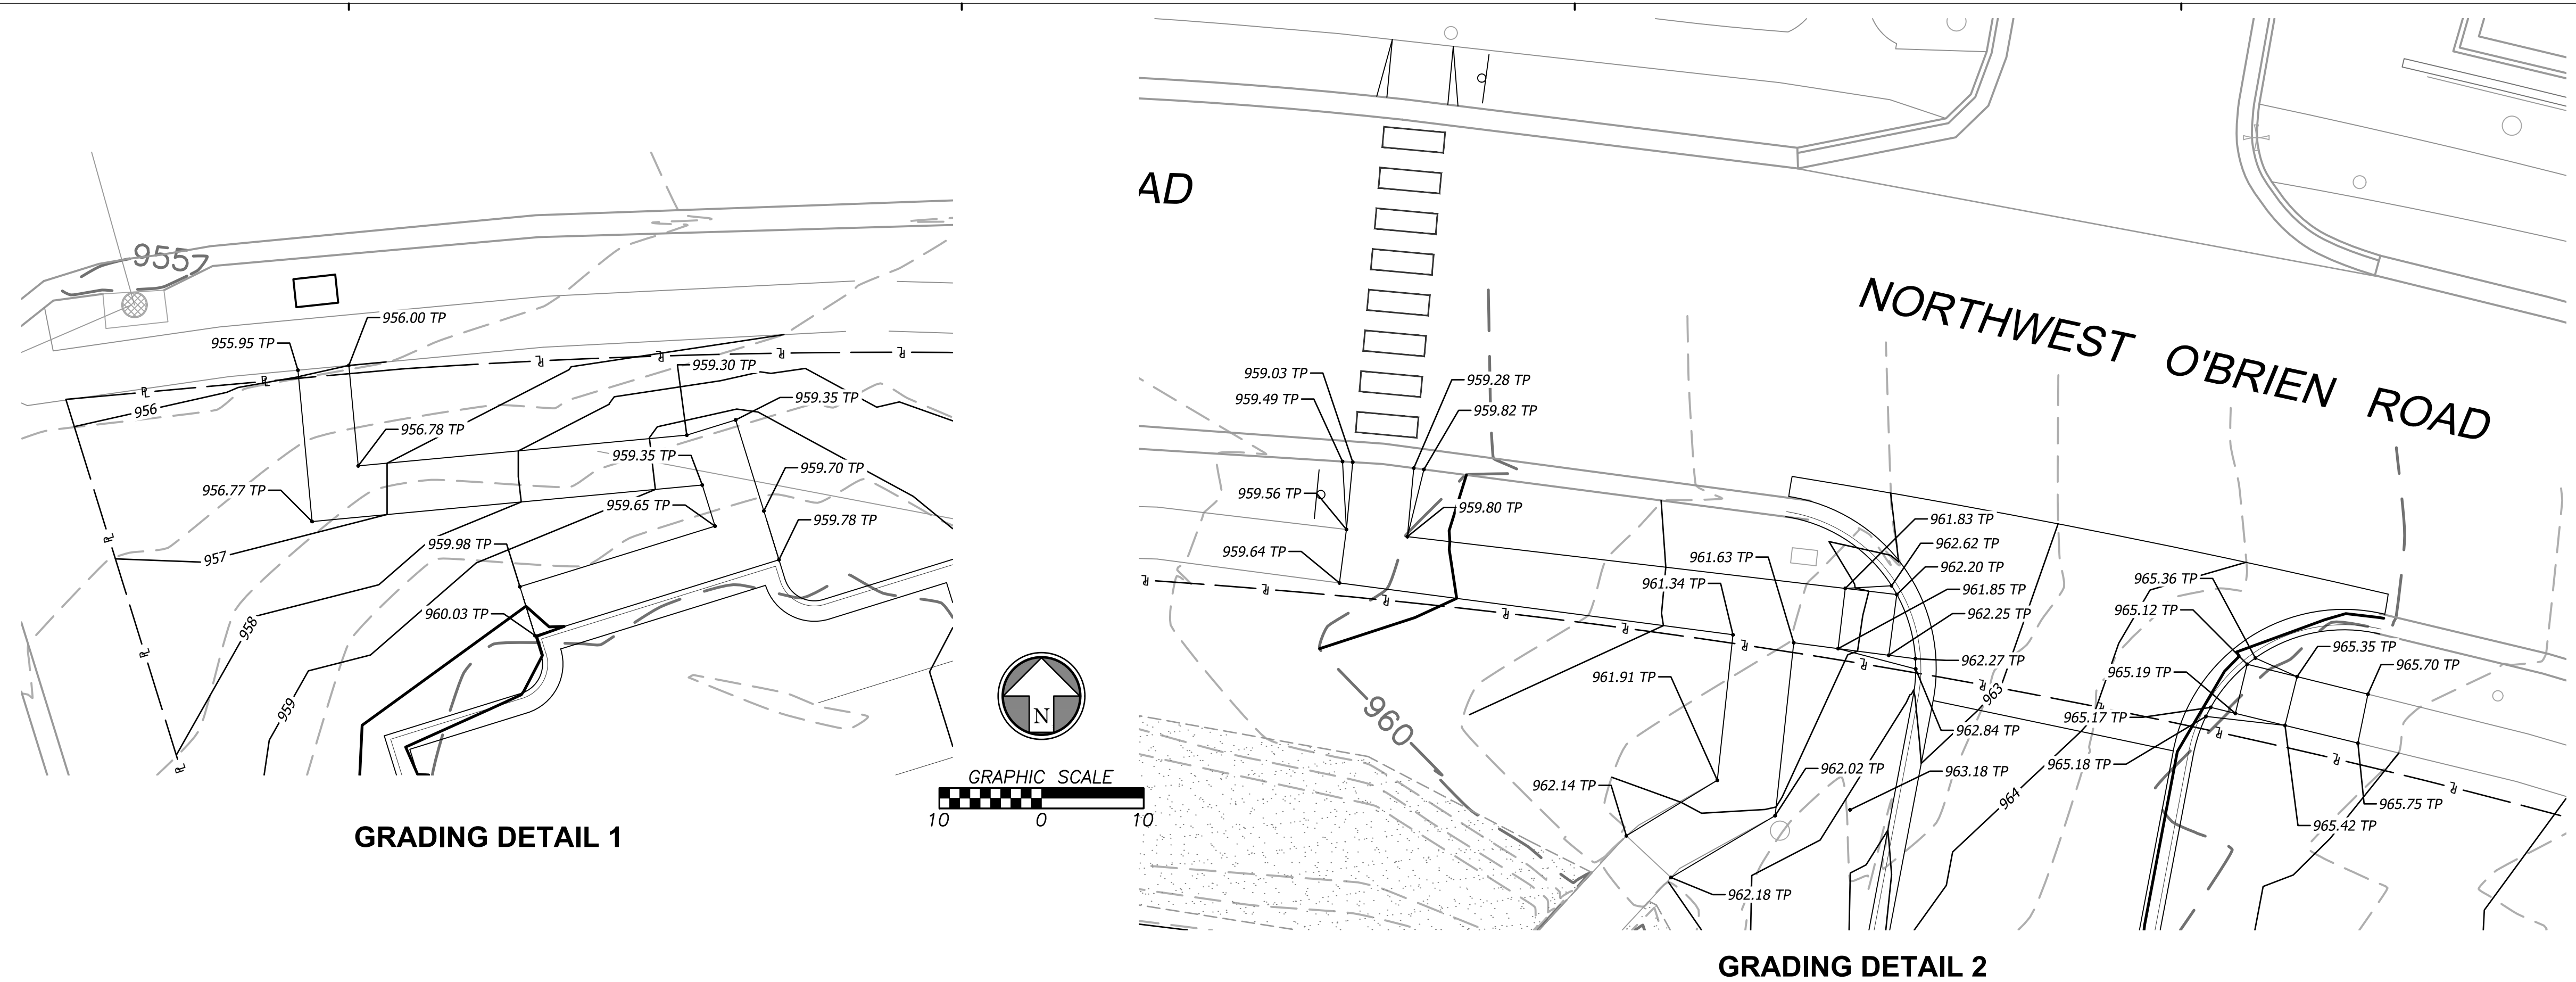 955
956.00 TP
955.95 TP
959.30 TP
956
959.35 TP
956.78 TP
959.35 TP
959.70 TP
956.77 TP
959.65 TP
959.78 TP
959.98 TP
957
960.03 TP
958
959
N
GRAPHIC SCALE
10 0 10
GRADING DETAIL 1
AD
NORTHWEST O'BRIEN ROAD
959.03 TP
959.28 TP
959.49 TP
959.82 TP
959.56 TP
959.80 TP
961.83 TP
962.62 TP
959.64 TP
961.63 TP
962.20 TP
961.34 TP
961.85 TP
965.36 TP
962.25 TP
965.12 TP
962.27 TP
965.35 TP
965.70 TP
961.91 TP
965.19 TP
963
960
965.17 TP
962.84 TP
965.18 TP
962.02 TP
963.18 TP
962.14 TP
964
965.75 TP
965.42 TP
962.18 TP
GRADING DETAIL 2